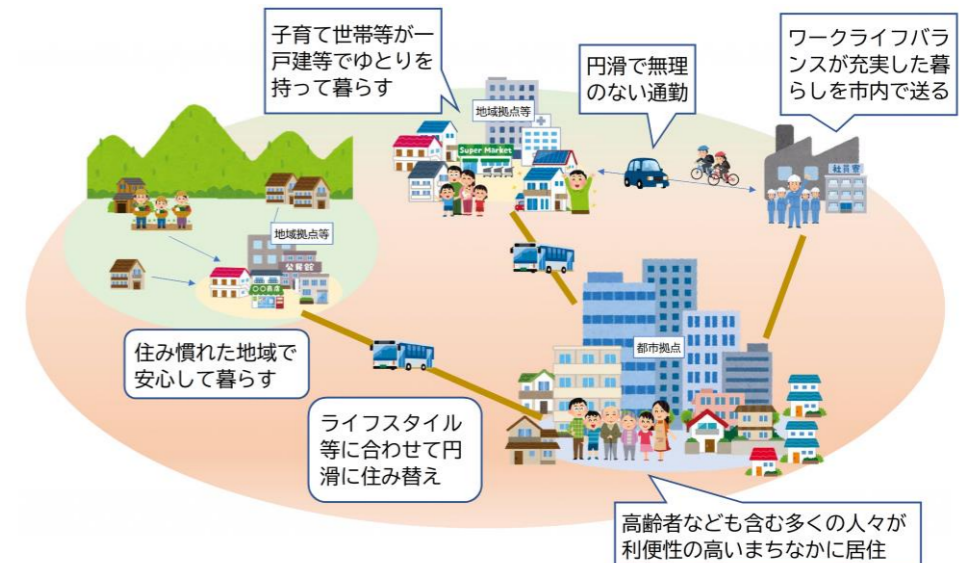 子育て世帯等が一
戸建等でゆとりを
持って暮らす
円滑で無理
のない通勤
ワークライフバラ
ンスが充実した暮
らしを市内で送る
地域拠点等
Super Market
社員寮
地域拠点等
公民館
〇〇商店
住み慣れた地域で
安心して暮らす
都市拠点
ライフスタイル
等に合わせて円
滑に住み替え
高齢者なども含む多くの人々が
利便性の高いまちなかに居住